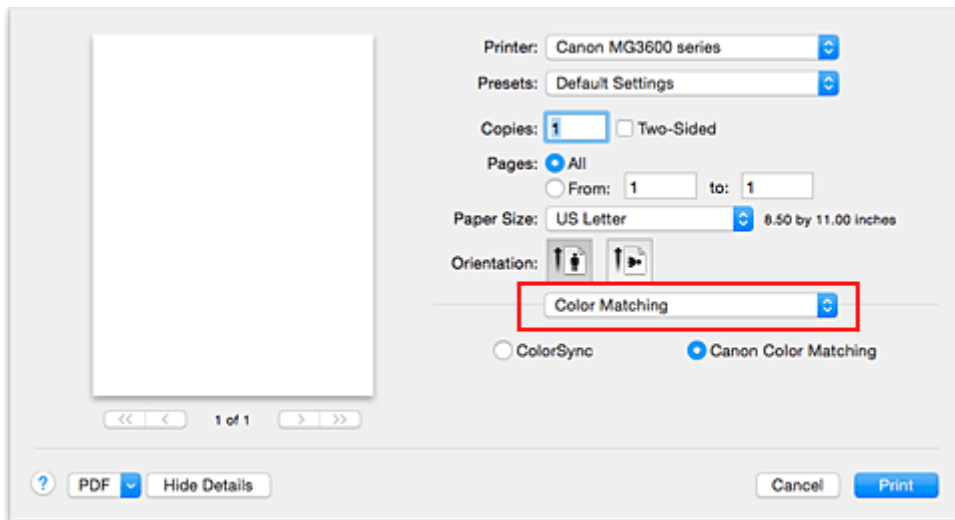 Printer: Canon MG3600 series
Presets: Default Settings
Copies: 1 Two-Sided
Pages: All
From: 1 to: 1
Paper Size: US Letter 8.50 by 11.00 inches
Orientation:
Color Matching
ColorSync Canon Color Matching
<< < 1 of 1 > >>
? PDF Hide Details Cancel Print